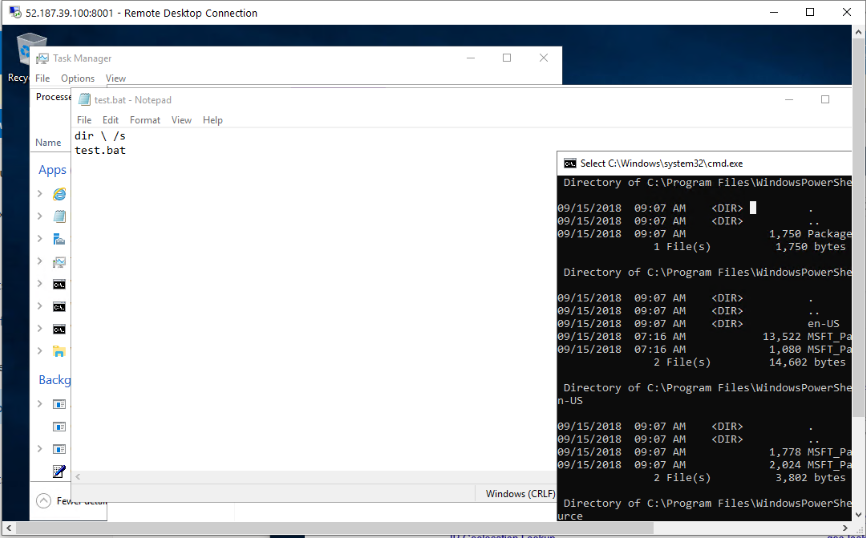 52.187.39.100:8001 - Remote Desktop Connection
Task Manager
File Options View
test.bat - Notepad
File Edit Format View Help
dir \ /s
test.bat
Name
Apps
Select C:\Windows\system32\cmd.exe
Directory of C:\Program Files\WindowsPowerShe
09/15/2018 09:07 AM <DIR> .
09/15/2018 09:07 AM <DIR> ..
09/15/2018 09:07 AM 1,750 Package
1 File(s) 1,750 bytes
Directory of C:\Program Files\WindowsPowerShe
09/15/2018 09:07 AM <DIR> .
09/15/2018 09:07 AM <DIR> ..
09/15/2018 09:07 AM <DIR> en-US
09/15/2018 07:16 AM 13,522 MSFT_Pa
09/15/2018 07:16 AM 1,080 MSFT_Pa
2 File(s) 14,602 bytes
Directory of C:\Program Files\WindowsPowerShe
n-US
09/15/2018 09:07 AM <DIR> .
09/15/2018 09:07 AM <DIR> ..
09/15/2018 09:07 AM 1,778 MSFT_Pa
09/15/2018 09:07 AM 2,024 MSFT_Pa
2 File(s) 3,802 bytes
Directory of C:\Program Files\WindowsPowerShe
urce
Backg
Windows (CRLF)
Fewer